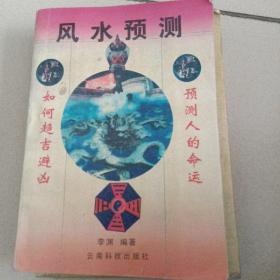 风水预测
如何趋吉避凶
预测人的命运
李渊 编著
云南科技出版社